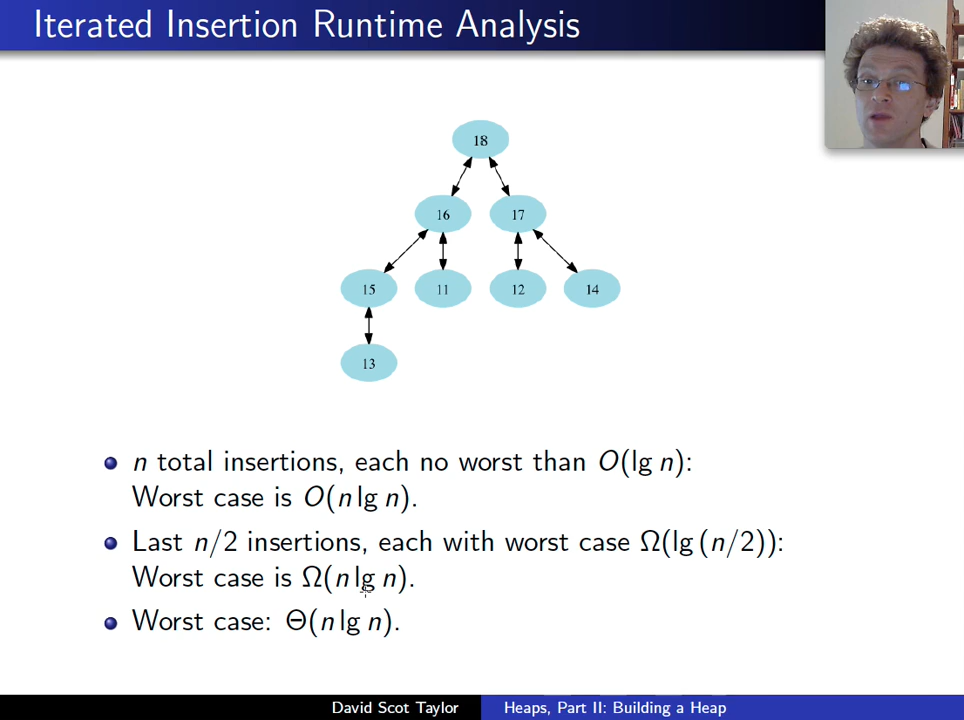 Iterated Insertion Runtime Analysis
18
16 17
15 11 12 14
13
n total insertions, each no worst than O(lg n):
Worst case is O(n lg n).
Last n/2 insertions, each with worst case Ω(lg (n/2)):
Worst case is Ω(n lg n).
Worst case: Θ(n lg n).
David Scot Taylor Heaps, Part II: Building a Heap